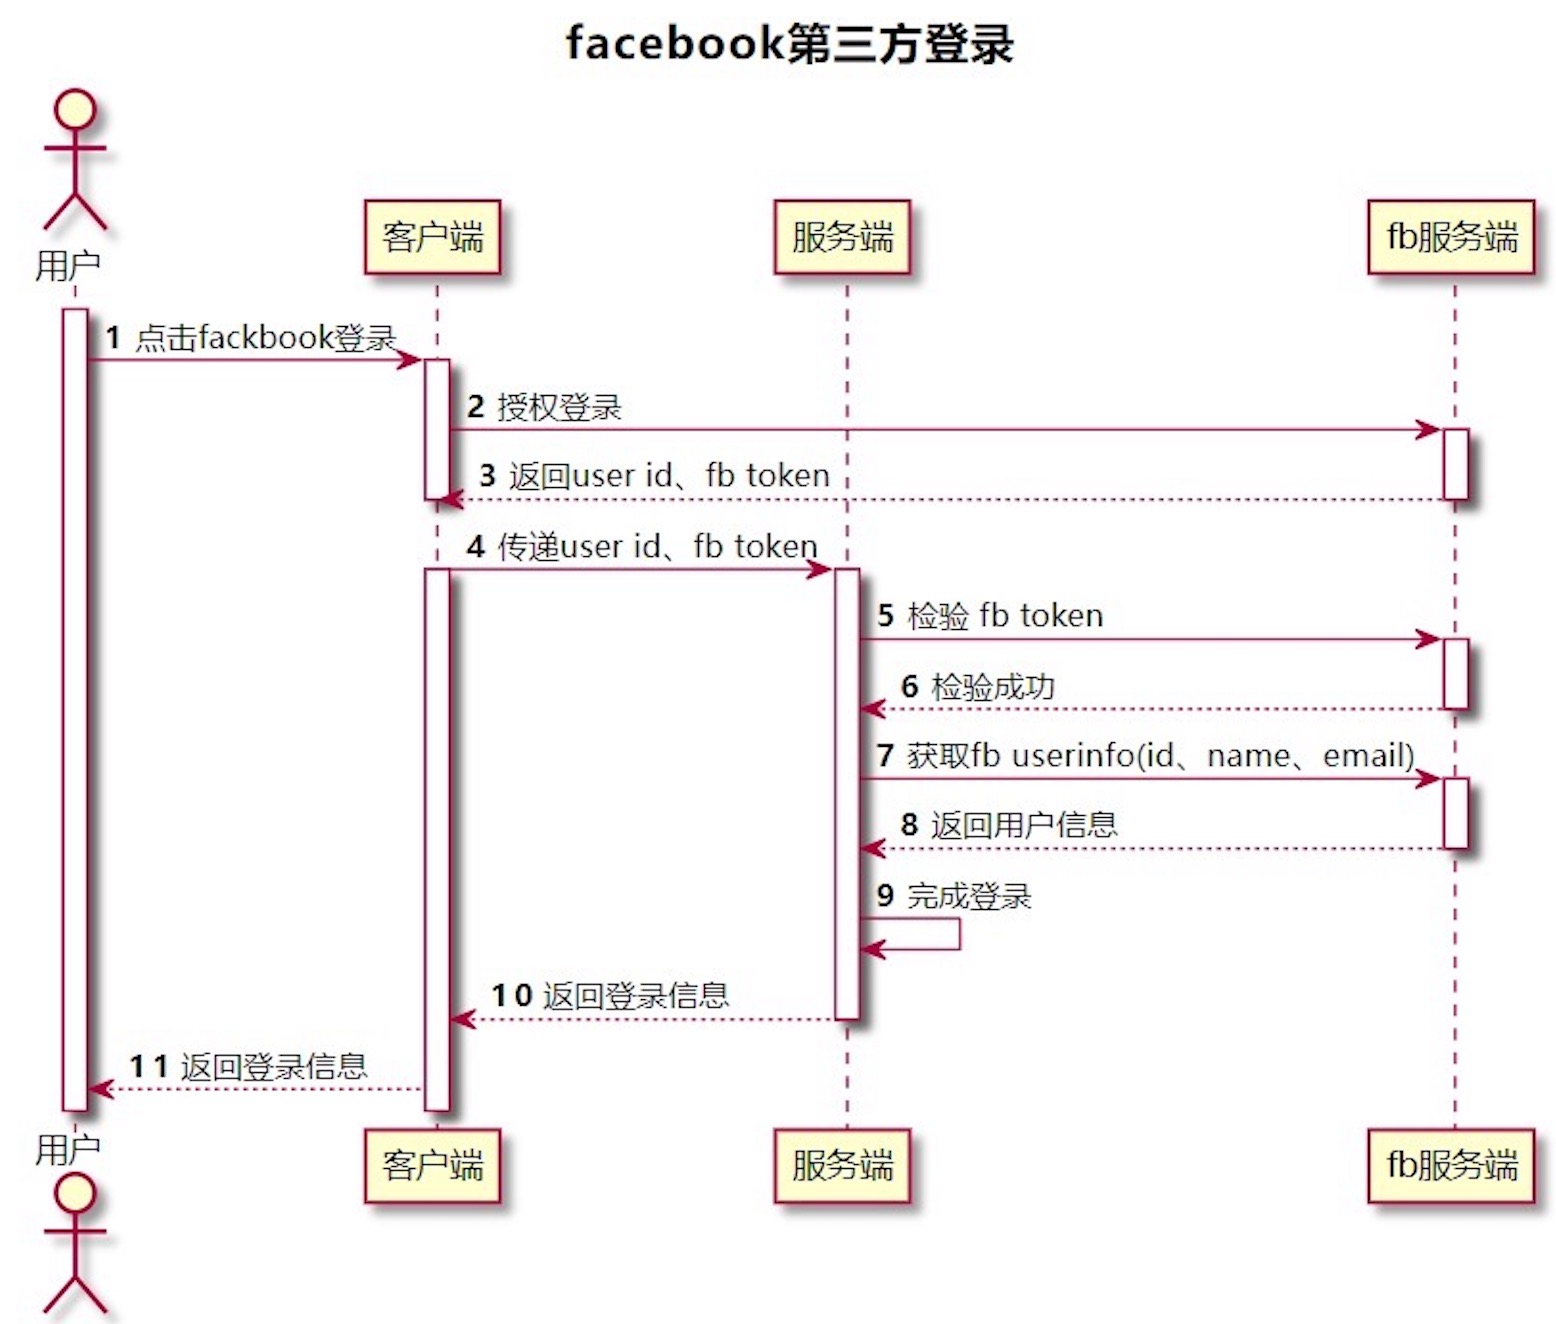 facebook第三方登录
用户
客户端
服务端
fb服务端
1 点击fackbook登录
2 授权登录
3 返回user id、fb token
4 传递user id、fb token
5 检验 fb token
6 检验成功
7 获取fb userinfo(id、name、email)
8 返回用户信息
9 完成登录
10 返回登录信息
11 返回登录信息
用户
客户端
服务端
fb服务端